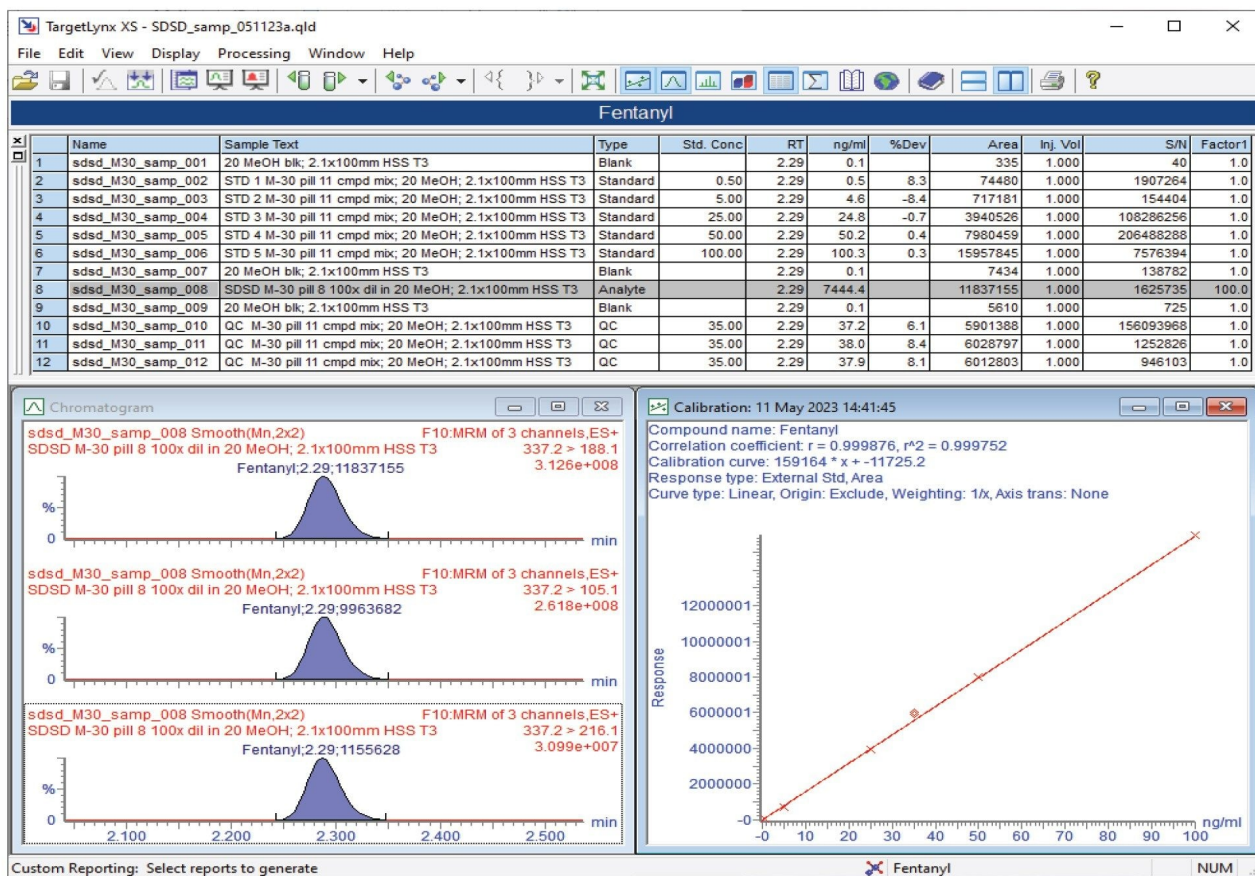 TargetLynx XS - SDSD_samp_051123a.qld
File Edit View Display Processing Window Help
Fentanyl
Name Sample Text Type Std. Conc RT ng/ml %Dev Area Inj. Vol S/N Factor1
1 sdsd_M30_samp_001 20 MeOH blk; 2.1x100mm HSS T3 Blank 2.29 0.1 335 1.000 40 1.0
2 sdsd_M30_samp_002 STD 1 M-30 pill 11 cmpd mix; 20 MeOH; 2.1x100mm HSS T3 Standard 0.50 2.29 0.5 8.3 74480 1.000 1907264 1.0
3 sdsd_M30_samp_003 STD 2 M-30 pill 11 cmpd mix; 20 MeOH; 2.1x100mm HSS T3 Standard 5.00 2.29 4.6 -8.4 717181 1.000 154404 1.0
4 sdsd_M30_samp_004 STD 3 M-30 pill 11 cmpd mix; 20 MeOH; 2.1x100mm HSS T3 Standard 25.00 2.29 24.8 -0.7 3940526 1.000 108286256 1.0
5 sdsd_M30_samp_005 STD 4 M-30 pill 11 cmpd mix; 20 MeOH; 2.1x100mm HSS T3 Standard 50.00 2.29 50.2 0.4 7980459 1.000 206488288 1.0
6 sdsd_M30_samp_006 STD 5 M-30 pill 11 cmpd mix; 20 MeOH; 2.1x100mm HSS T3 Standard 100.00 2.29 100.3 0.3 15957845 1.000 7576394 1.0
7 sdsd_M30_samp_007 20 MeOH blk; 2.1x100mm HSS T3 Blank 2.29 0.1 7434 1.000 138782 1.0
8 sdsd_M30_samp_008 SDSD M-30 pill 8 100x dil in 20 MeOH; 2.1x100mm HSS T3 Analyte 2.29 7444.4 11837155 1.000 1625735 100.0
9 sdsd_M30_samp_009 20 MeOH blk; 2.1x100mm HSS T3 Blank 2.29 0.1 5610 1.000 725 1.0
10 sdsd_M30_samp_010 QC M-30 pill 11 cmpd mix; 20 MeOH; 2.1x100mm HSS T3 QC 35.00 2.29 37.2 6.1 5901388 1.000 156093968 1.0
11 sdsd_M30_samp_011 QC M-30 pill 11 cmpd mix; 20 MeOH; 2.1x100mm HSS T3 QC 35.00 2.29 38.0 8.4 6028797 1.000 1252826 1.0
12 sdsd_M30_samp_012 QC M-30 pill 11 cmpd mix; 20 MeOH; 2.1x100mm HSS T3 QC 35.00 2.29 37.9 8.1 6012803 1.000 946103 1.0
Chromatogram
sdsd_M30_samp_008 Smooth(Mn,2x2) F10:MRM of 3 channels,ES+
SDSD M-30 pill 8 100x dil in 20 MeOH; 2.1x100mm HSS T3 337.2 > 188.1
Fentanyl;2.29;11837155 3.126e+008
%
0
min
sdsd_M30_samp_008 Smooth(Mn,2x2) F10:MRM of 3 channels,ES+
SDSD M-30 pill 8 100x dil in 20 MeOH; 2.1x100mm HSS T3 337.2 > 105.1
Fentanyl;2.29;9963682 2.618e+008
%
0
min
sdsd_M30_samp_008 Smooth(Mn,2x2) F10:MRM of 3 channels,ES+
SDSD M-30 pill 8 100x dil in 20 MeOH; 2.1x100mm HSS T3 337.2 > 216.1
Fentanyl;2.29;1155628 3.099e+007
%
0
min
2.100 2.200 2.300 2.400 2.500
Calibration: 11 May 2023 14:41:45
Compound name: Fentanyl
Correlation coefficient: r = 0.999876, r^2 = 0.999752
Calibration curve: 159164 * x + -11725.2
Response type: External Std, Area
Curve type: Linear, Origin: Exclude, Weighting: 1/x, Axis trans: None
Response
12000001
10000001
8000001
6000001
4000000
2000000
-0
-0 10 20 30 40 50 60 70 80 90 100
ng/ml
Custom Reporting: Select reports to generate
Fentanyl
NUM